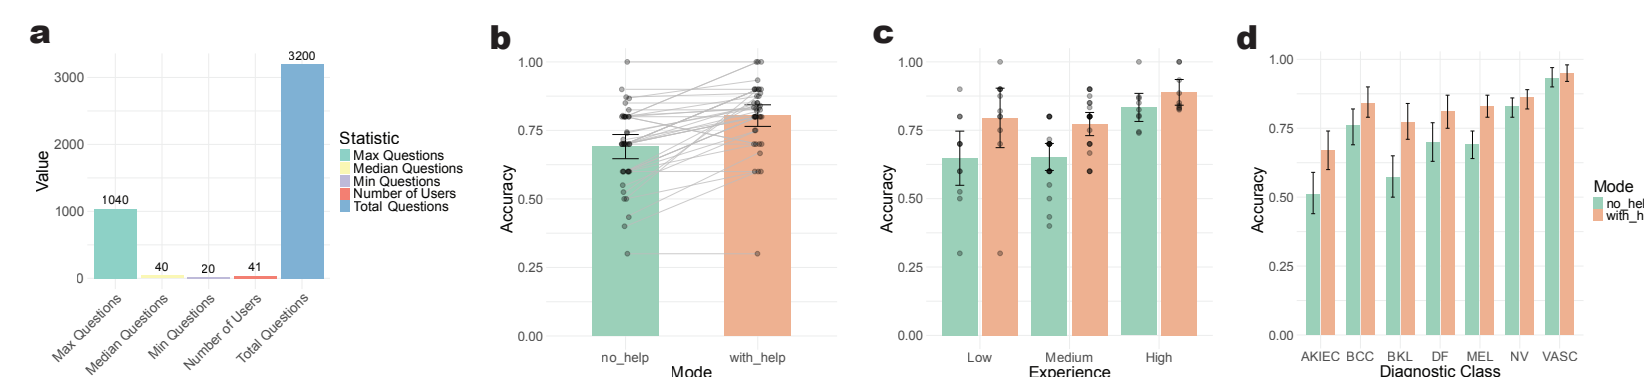 a
Value
3000
2000
1000
0
1040
40
20
41
3200
Max Questions
Median Questions
Min Questions
Number of Users
Total Questions
Statistic
Max Questions
Median Questions
Min Questions
Number of Users
Total Questions
b
Accuracy
1.00
0.75
0.50
0.25
0.00
no_help
with_help
Mode
c
Accuracy
1.00
0.75
0.50
0.25
0.00
Low
Medium
High
Experience
d
Accuracy
1.00
0.75
0.50
0.25
0.00
AKIEC BCC BKL DF MEL NV VASC
Diagnostic Class
Mode
no_hel
with_h